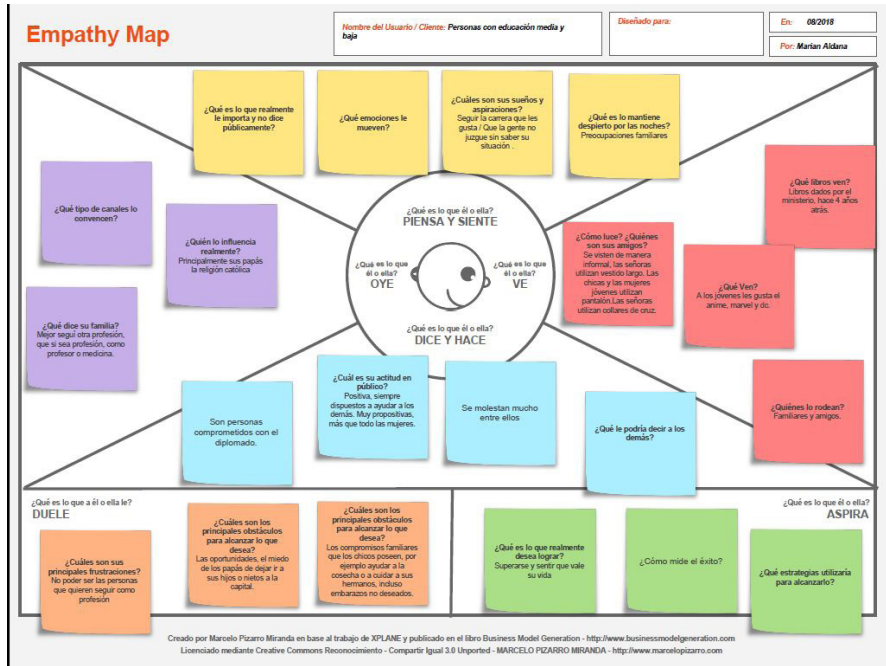 Empathy Map
Nombre del Usuario / Cliente: Personas con educación media y
baja
Diseñado para:
En: 08/2018
Por: Marian Aldana
¿Qué es lo que realmente
le importa y no dice
públicamente?
¿Qué emociones le
mueven?
¿Cuáles son sus sueños y
aspiraciones?
Seguir la carrera que les
gusta / Que la gente no
juzgue sin saber su
situación .
¿Qué es lo mantiene
despierto por las noches?
Preocupaciones familiares
¿Qué tipo de canales lo
convencen?
¿Quién lo influencia
realmente?
Principalmente sus papás
la religión católica
¿Qué dice su familia?
Mejor seguí otra profesión,
que si sea profesión, como
profesor o medicina.
¿Qué es lo que él o ella?
PIENSA Y SIENTE
¿Qué es lo que
él o ella?
OYE
¿Qué es lo que
él o ella?
VE
¿Qué es lo que él o ella?
DICE Y HACE
¿Cómo luce? ¿Quiénes
son sus amigos?
Se visten de manera
informal, las señoras
utilizan vestido largo. Las
chicas y las mujeres
jóvenes utilizan
pantalón.Las señoras
utilizan collares de cruz.
¿Qué libros ven?
Libros dados por el
ministerio, hace 4 años
atrás.
¿Qué Ven?
A los jóvenes les gusta el
anime, marvel y dc.
¿Quiénes lo rodean?
Familiares y amigos.
Son personas
comprometidos con el
diplomado.
¿Cuál es su actitud en
público?
Positiva, siempre
dispuestos a ayudar a los
demás. Muy propositivas,
más que todo las mujeres.
Se molestan mucho
entre ellos
¿Qué le podría decir a los
demás?
¿Qué es lo que a él o ella le?
DUELE
¿Cuáles son sus
principales frustraciones?
No poder ser las personas
que quieren seguir como
profesión
¿Cuáles son los
principales obstáculos
para alcanzar lo que
desea?
Las oportunidades, el miedo
de los papás de dejar ir a
sus hijos o nietos a la
capital.
¿Cuáles son los
principales obstáculos
para alcanzar lo que
desea?
Los compromisos familiares
que los chicos poseen, por
ejemplo ayudar a la
cosecha o a cuidar a sus
hermanos, incluso
embarazos no deseados.
¿Qué es lo que él o ella?
ASPIRA
¿Qué es lo que realmente
desea lograr?
Superarse y sentir que vale
su vida
¿Cómo mide el éxito?
¿Qué estrategias utilizaría
para alcanzarlo?
Creado por Marcelo Pizarro Miranda en base al trabajo de XPLANE y publicado en el libro Business Model Generation - http://www.businessmodelgeneration.com
Licenciado mediante Creative Commons Reconocimiento - Compartir Igual 3.0 Unported - MARCELO PIZARRO MIRANDA - http://www.marcelopizarro.com